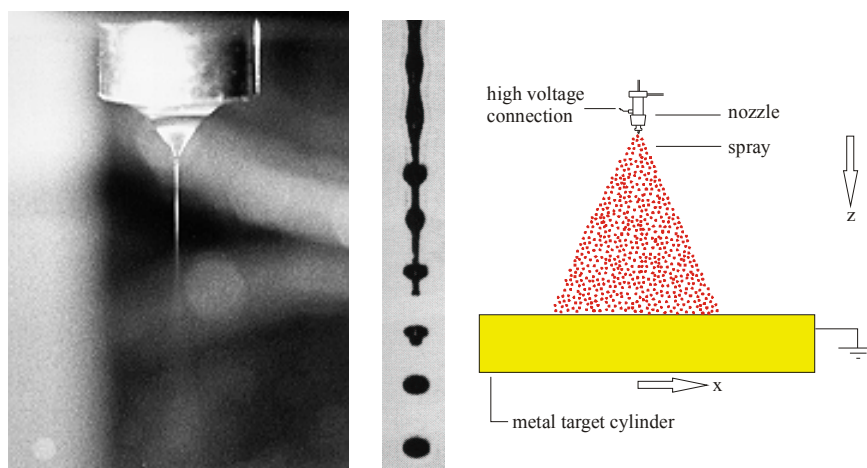 high voltage
connection
nozzle
spray
z
x
metal target cylinder